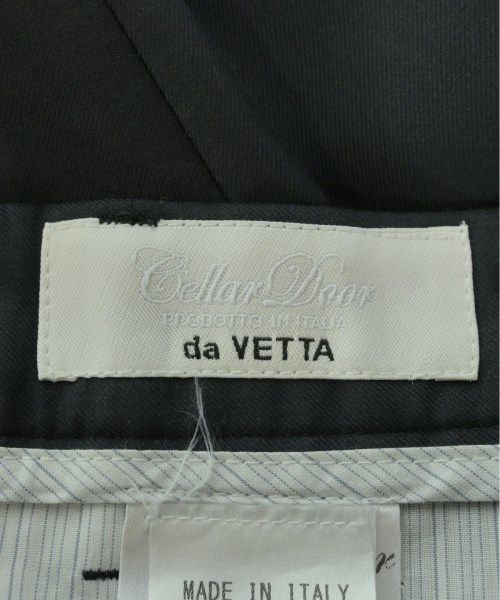 Cellar Door
PRODOTTO IN ITALIA
da VETTA
MADE IN ITALY